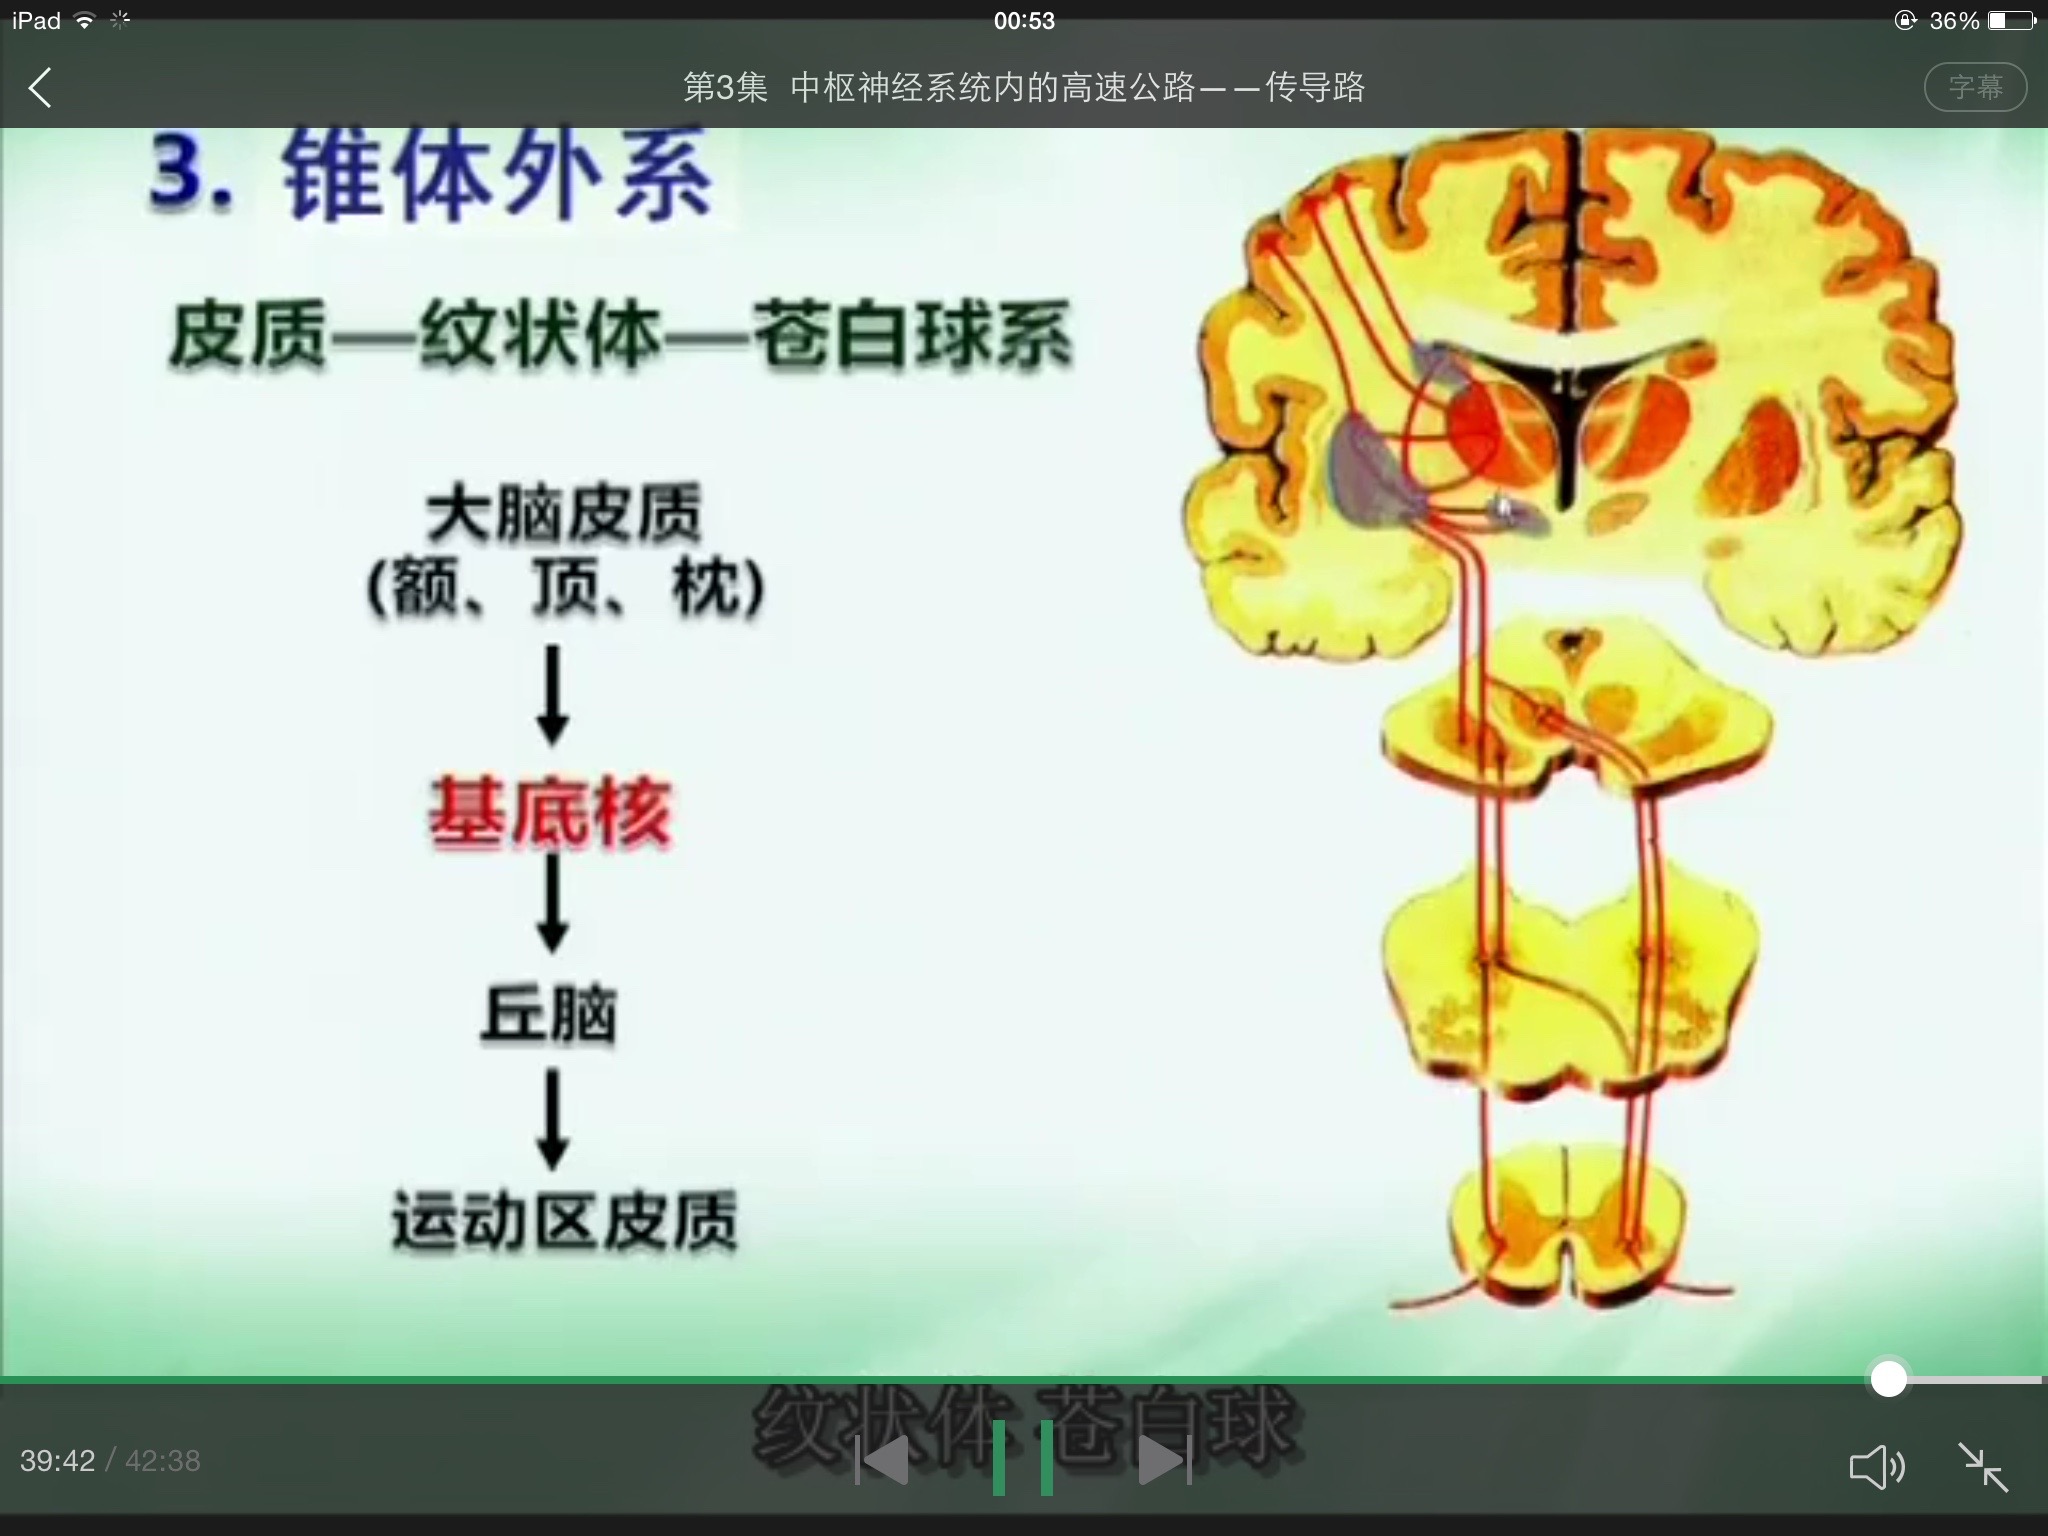 iPad
00:53
36%
第3集 中枢神经系统内的高速公路——传导路
字幕
3. 锥体外系
皮质—纹状体—苍白球系
大脑皮质
(额、顶、枕)
基底核
丘脑
运动区皮质
纹状体 苍白球
39:42 / 42:38